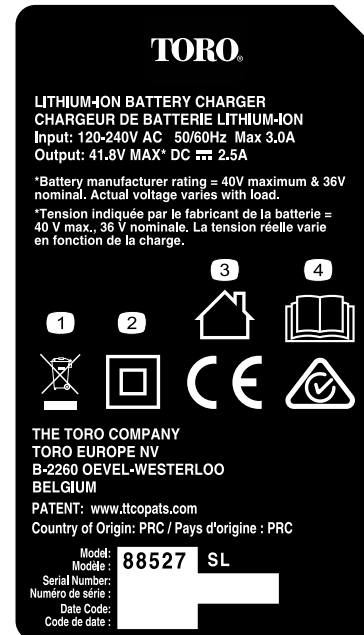 TORO®
LITHIUM-ION BATTERY CHARGER
CHARGEUR DE BATTERIE LITHIUM-ION
Input: 120-240V AC 50/60Hz Max 3.0A
Output: 41.8V MAX* DC ⎓ 2.5A
*Battery manufacturer rating = 40V maximum & 36V
nominal. Actual voltage varies with load.
*Tension indiquée par le fabricant de la batterie =
40 V max., 36 V nominale. La tension réelle varie
en fonction de la charge.
3 4
1 2
CE
THE TORO COMPANY
TORO EUROPE NV
B-2260 OEVEL-WESTERLOO
BELGIUM
PATENT: www.ttcopats.com
Country of Origin: PRC / Pays d'origine : PRC
Model:
Modèle : 88527 SL
Serial Number:
Numéro de série :
Date Code:
Code de date :